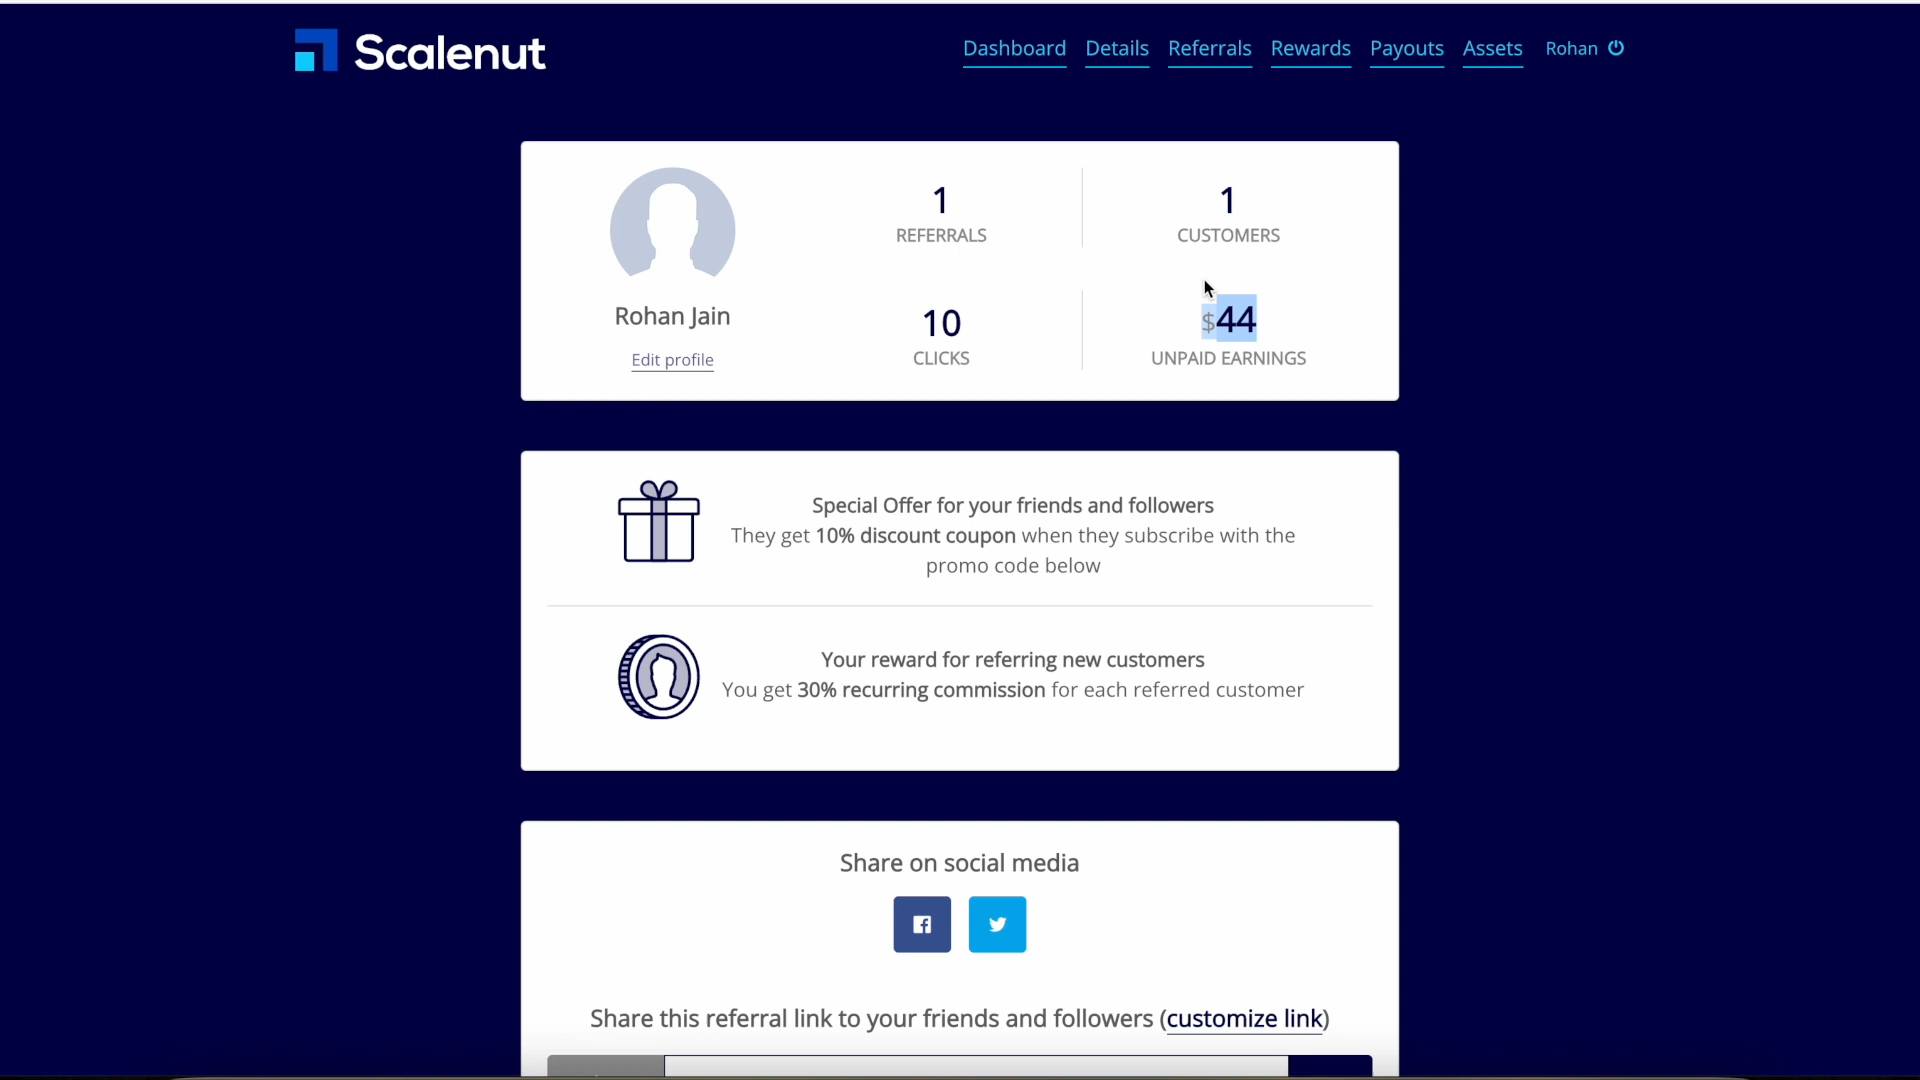 Scalenut
Dashboard Details Referrals Rewards Payouts Assets Rohan
1
REFERRALS
1
CUSTOMERS
Rohan Jain
Edit profile
10
CLICKS
$44
UNPAID EARNINGS
Special Offer for your friends and followers
They get 10% discount coupon when they subscribe with the
promo code below
Your reward for referring new customers
You get 30% recurring commission for each referred customer
Share on social media
Share this referral link to your friends and followers (customize link)